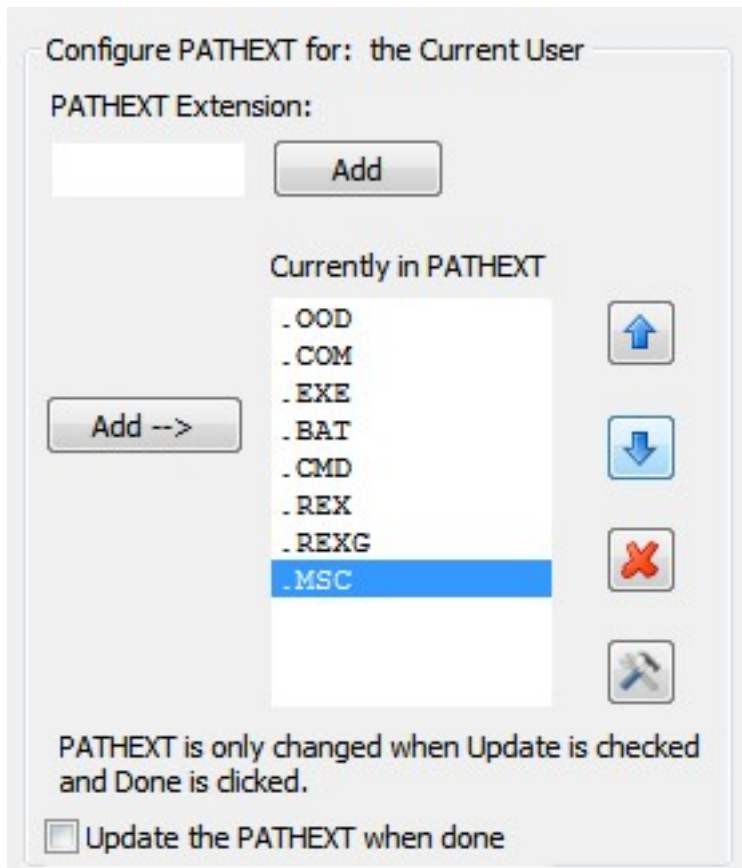 Configure PATHEXT for:  the Current User
PATHEXT Extension:
Add
Currently in PATHEXT
.OOD
.COM
.EXE
.BAT
Add -->
.CMD
.REX
.REXG
.MSC
PATHEXT is only changed when Update is checked
and Done is clicked.
Update the PATHEXT when done